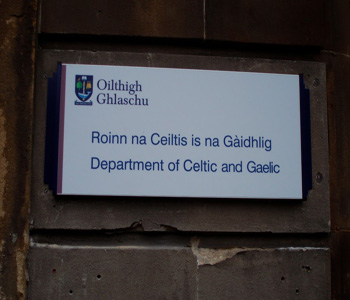 Oilthigh
Ghlaschu
Roinn na Ceiltis is na Gàidhlig
Department of Celtic and Gaelic